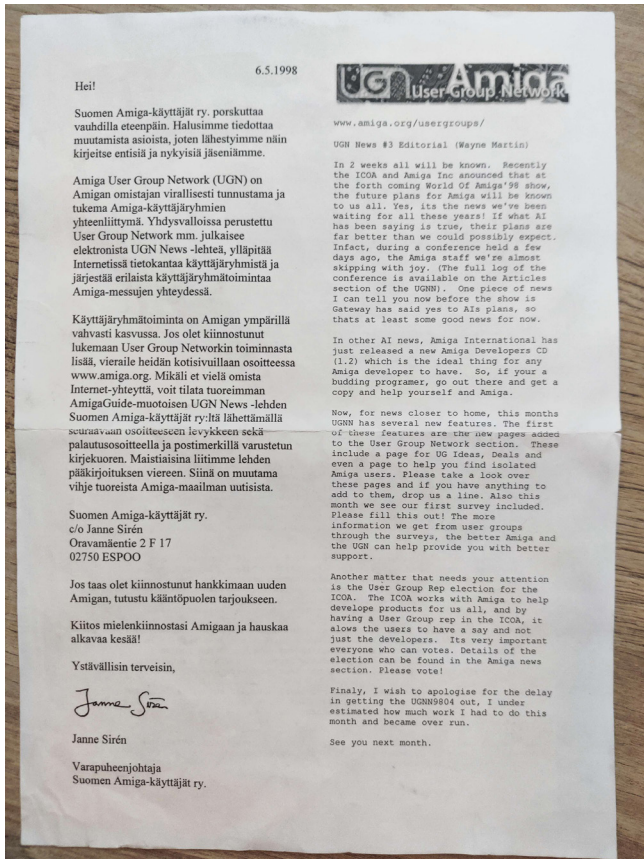 6.5.1998
Hei!
Suomen Amiga-käyttäjät ry. porskuttaa
vauhdilla eteenpäin. Halusimme tiedottaa
muutamista asioista, joten lähestyimme näin
kirjeitse entisiä ja nykyisiä jäseniämme.
Amiga User Group Network (UGN) on
Amigan omistajan virallisesti tunnustama ja
tukema Amiga-käyttäjäryhmien
yhteenliittymä. Yhdysvalloissa perustettu
User Group Network mm. julkaisee
elektronista UGN News -lehteä, ylläpitää
Internetissä tietokantaa käyttäjäryhmistä ja
järjestää erilaista käyttäjäryhmätoimintaa
Amiga-messujen yhteydessä.
Käyttäjäryhmätoiminta on Amigan ympärillä
vahvasti kasvussa. Jos olet kiinnostunut
lukemaan User Group Networkin toiminnasta
lisää, vieraile heidän kotisivuillaan osoitteessa
www.amiga.org. Mikäli et vielä omista
Internet-yhteyttä, voit tilata tuoreimman
AmigaGuide-muotoisen UGN News -lehden
Suomen Amiga-käyttäjät ry:ltä lähettämällä
seuraavaan osoitteeseen levykkeen sekä
palautusosoitteella ja postimerkillä varustetun
kirjekuoren. Maistiaisina liitimme lehden
pääkirjoituksen viereen. Siinä on muutama
vihje tuoreista Amiga-maailman uutisista.
Suomen Amiga-käyttäjät ry.
c/o Janne Sirén
Oravamäentie 2 F 17
02750 ESPOO
Jos taas olet kiinnostunut hankkimaan uuden
Amigan, tutustu kääntöpuolen tarjoukseen.
Kiitos mielenkiinnostasi Amigaan ja hauskaa
alkavaa kesää!
Ystävällisin terveisin,
Janne Sirén
Janne Sirén
Varapuheenjohtaja
Suomen Amiga-käyttäjät ry.
UGN Amiga
User Group Network
www.amiga.org/usergroups/
UGN News #3 Editorial (Wayne Martin)
In 2 weeks all will be known. Recently
the ICOA and Amiga Inc anounced that at
the forth coming World Of Amiga'98 show,
the future plans for Amiga will be known
to us all. Yes, its the news we've been
waiting for all these years! If what AI
has been saying is true, their plans are
far better than we could possibly expect.
Infact, during a conference held a few
days ago, the Amiga staff we're almost
skipping with joy. (The full log of the
conference is available on the Articles
section of the UGNN). One piece of news
I can tell you now before the show is
Gateway has said yes to AIs plans, so
thats at least some good news for now.
In other AI news, Amiga International has
just released a new Amiga Developers CD
(1.2) which is the ideal thing for any
Amiga developer to have. So, if your a
budding programer, go out there and get a
copy and help yourself and Amiga.
Now, for news closer to home, this months
UGNN has several new features. The first
of these features are the new pages added
to the User Group Network section. These
include a page for UG Ideas, Deals and
even a page to help you find isolated
Amiga users. Please take a look over
these pages and if you have anything to
add to them, drop us a line. Also this
month we see our first survey included.
Please fill this out! The more
information we get from user groups
through the surveys, the better Amiga and
the UGN can help provide you with better
support.
Another matter that needs your attention
is the User Group Rep election for the
ICOA. The ICOA works with Amiga to help
develope products for us all, and by
having a User Group rep in the ICOA, it
alows the users to have a say and not
just the developers. Its very important
everyone who can votes. Details of the
election can be found in the Amiga news
section. Please vote!
Finaly, I wish to apologise for the delay
in getting the UGNN9804 out, I under
estimated how much work I had to do this
month and became over run.
See you next month.